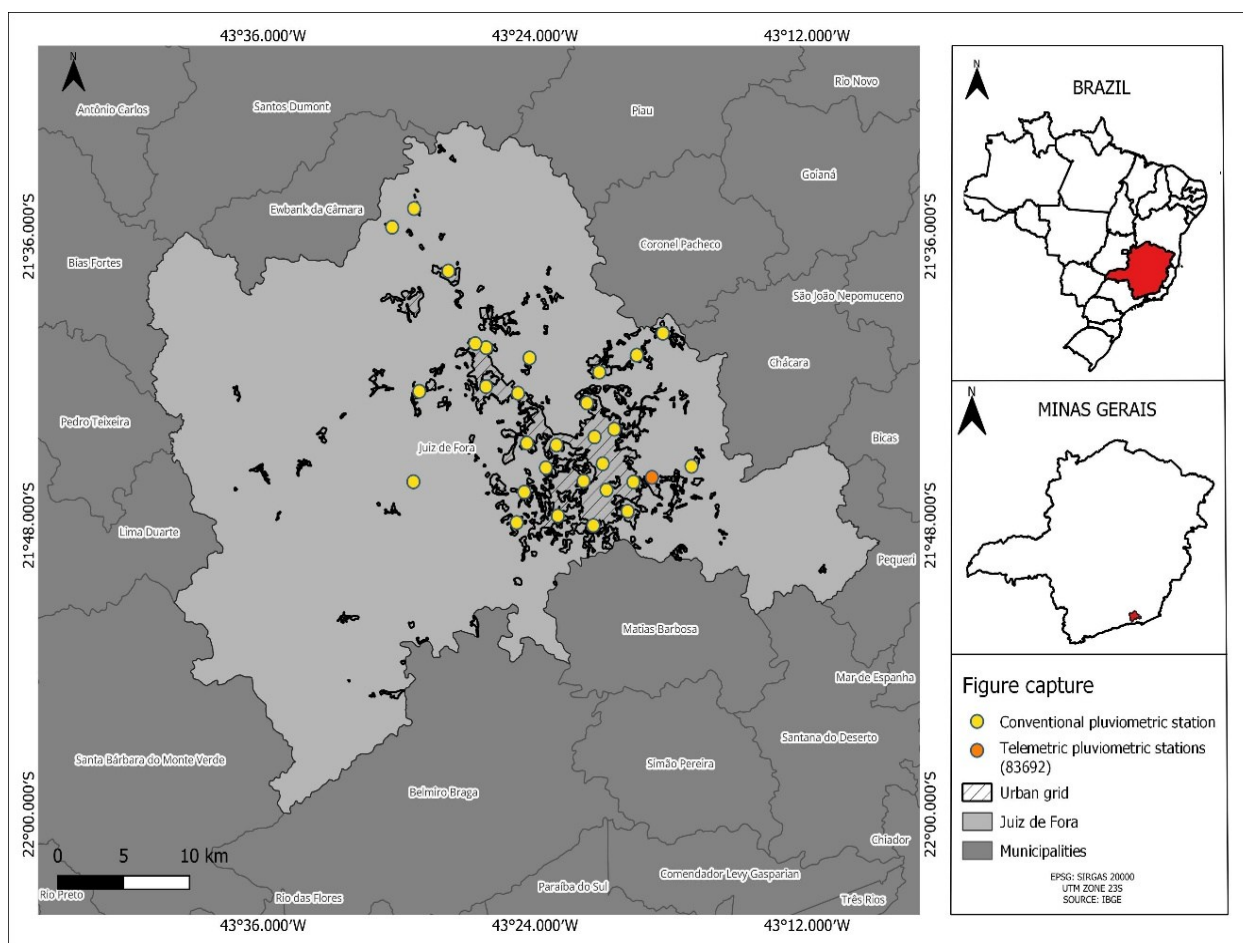 43°36.000'W 43°24.000'W 43°12.000'W
N
Rio Novo
Antônio Carlos
Santos Dumont
Piau
Goianá
Ewbank da Câmara
Coronel Pacheco
Bias Fortes
São João Nepomuceno
Chácara
Pedro Teixeira
Bicas
Juiz de Fora
Lima Duarte
Pequeri
Matias Barbosa
Mar de Espanha
Santana do Deserto
Santa Bárbara do Monte Verde
Simão Pereira
Belmiro Braga
Chiador
Comendador Levy Gasparian
Paraíba do Sul
Rio Preto
Rio das Flores
Três Rios
0 5 10 km
21°36.000'S
21°48.000'S
22°00.000'S
21°36.000'S
21°48.000'S
22°00.000'S
43°36.000'W 43°24.000'W 43°12.000'W
N
BRAZIL
MINAS GERAIS
N
Figure capture
Conventional pluviometric station
Telemetric pluviometric stations
(83692)
Urban grid
Juiz de Fora
Municipalities
EPSG: SIRGAS 20000
UTM ZONE 23S
SOURCE: IBGE